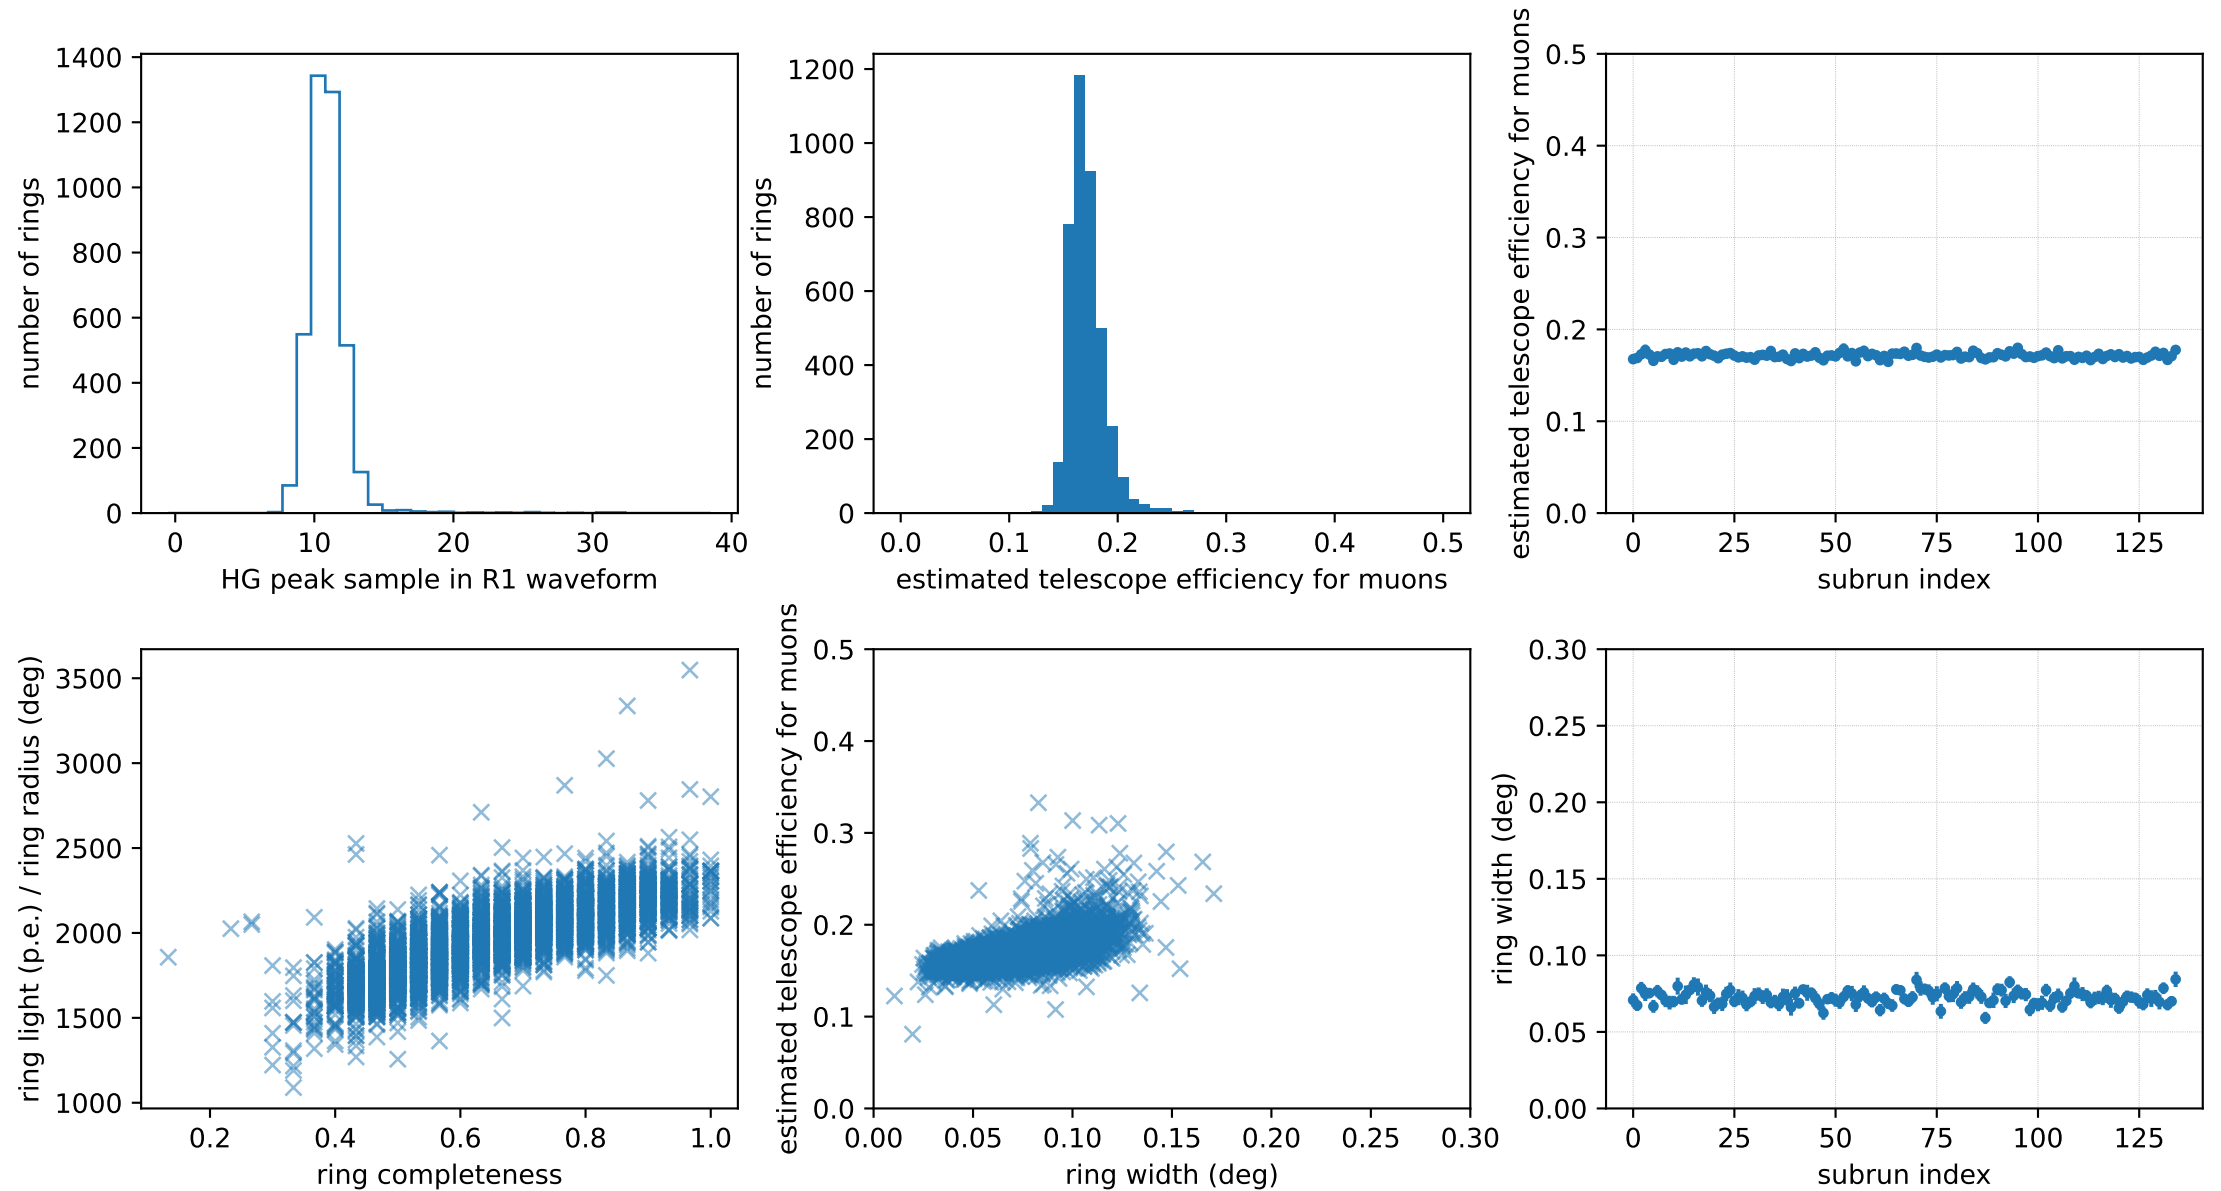 1400
1200
1000
800
600
400
200
0
number of rings
0 10 20 30 40
HG peak sample in R1 waveform
1200
1000
800
600
400
200
0
number of rings
0.0 0.1 0.2 0.3 0.4 0.5
estimated telescope efficiency for muons
0.5
0.4
0.3
0.2
0.1
0.0
estimated telescope efficiency for muons
0 25 50 75 100 125
subrun index
3500
3000
2500
2000
1500
1000
ring light (p.e.) / ring radius (deg)
0.2 0.4 0.6 0.8 1.0
ring completeness
0.5
0.4
0.3
0.2
0.1
0.0
estimated telescope efficiency for muons
0.00 0.05 0.10 0.15 0.20 0.25 0.30
ring width (deg)
0.30
0.25
0.20
0.15
0.10
0.05
0.00
ring width (deg)
0 25 50 75 100 125
subrun index